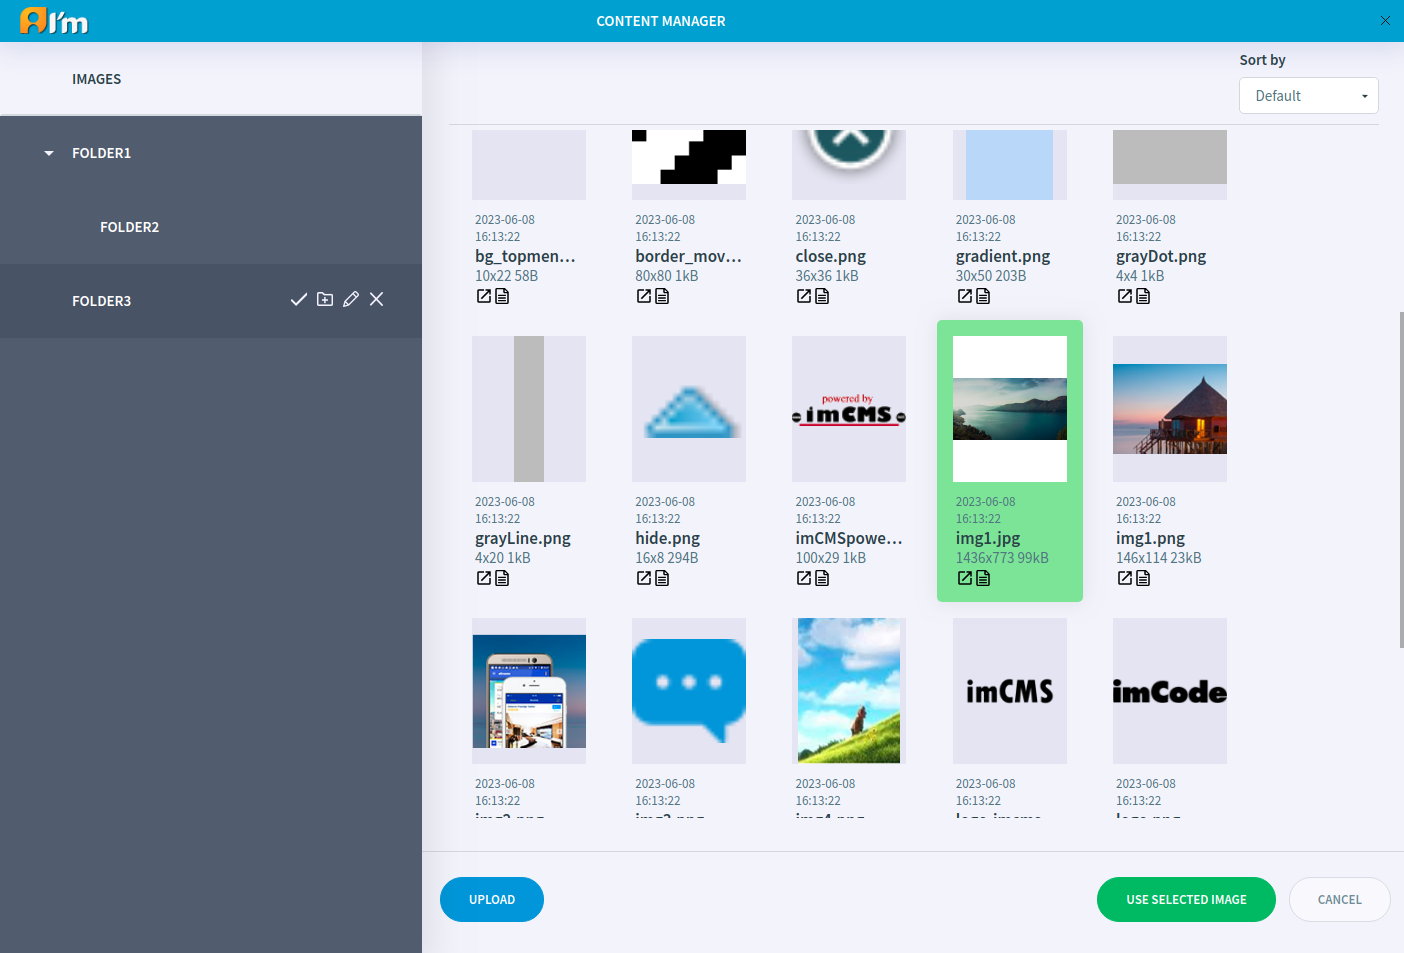 I'm
CONTENT MANAGER
IMAGES
Sort by
Default
FOLDER1
FOLDER2
FOLDER3
2023-06-08
16:13:22
bg_topmen...
10x22 58B
2023-06-08
16:13:22
border_mov...
80x80 1kB
2023-06-08
16:13:22
close.png
36x36 1kB
2023-06-08
16:13:22
gradient.png
30x50 203B
2023-06-08
16:13:22
grayDot.png
4x4 1kB
powered by
imCMS
2023-06-08
16:13:22
grayLine.png
4x20 1kB
2023-06-08
16:13:22
hide.png
16x8 294B
2023-06-08
16:13:22
imCMSpowe...
100x29 1kB
2023-06-08
16:13:22
img1.jpg
1436x773 99kB
2023-06-08
16:13:22
img1.png
146x114 23kB
imCMS
imCode
2023-06-08
16:13:22
2023-06-08
16:13:22
2023-06-08
16:13:22
2023-06-08
16:13:22
2023-06-08
16:13:22
UPLOAD
USE SELECTED IMAGE
CANCEL